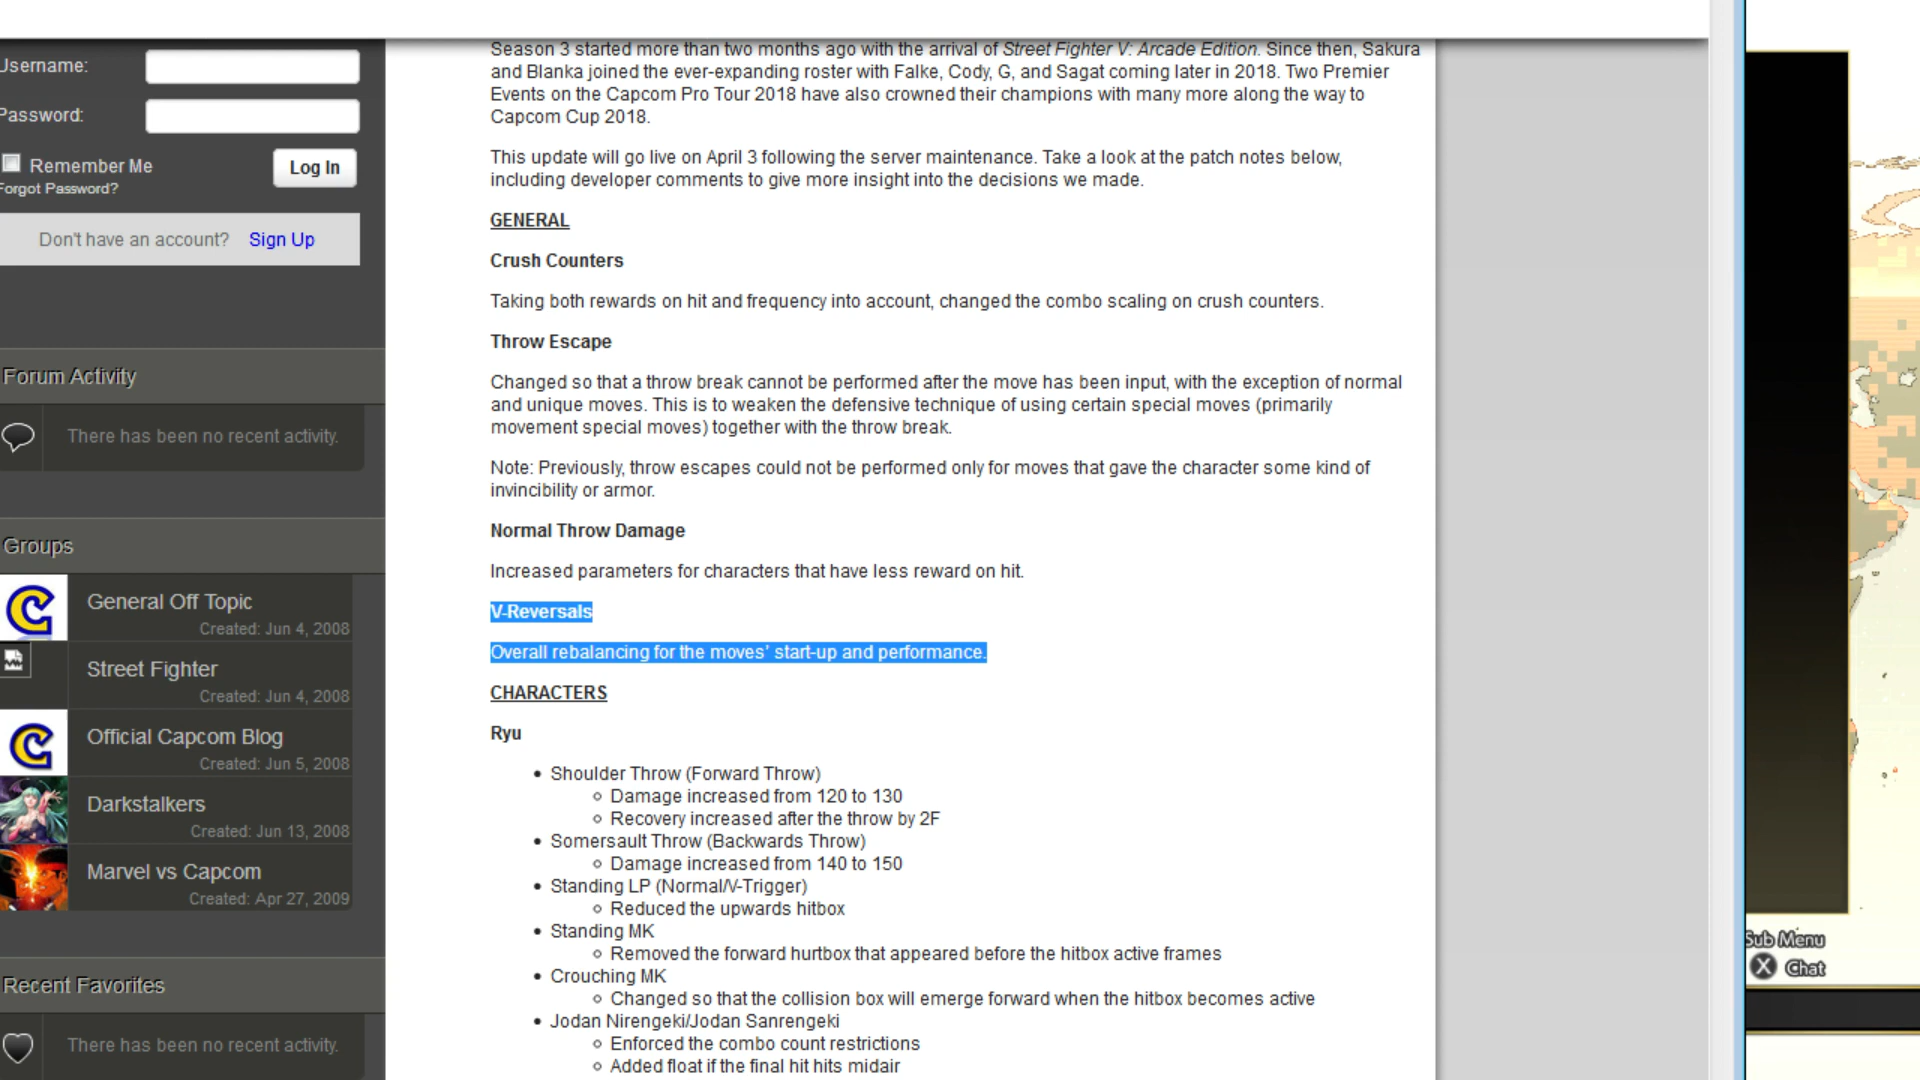 Username:
Password:
Remember Me
Log In
Forgot Password?
Don't have an account? Sign Up
Forum Activity
There has been no recent activity.
Groups
General Off Topic
Created: Jun 4, 2008
Street Fighter
Created: Jun 4, 2008
Official Capcom Blog
Created: Jun 5, 2008
Darkstalkers
Created: Jun 13, 2008
Marvel vs Capcom
Created: Apr 27, 2009
Recent Favorites
There has been no recent activity.
Season 3 started more than two months ago with the arrival of Street Fighter V: Arcade Edition. Since then, Sakura
and Blanka joined the ever-expanding roster with Falke, Cody, G, and Sagat coming later in 2018. Two Premier
Events on the Capcom Pro Tour 2018 have also crowned their champions with many more along the way to
Capcom Cup 2018.
This update will go live on April 3 following the server maintenance. Take a look at the patch notes below,
including developer comments to give more insight into the decisions we made.
GENERAL
Crush Counters
Taking both rewards on hit and frequency into account, changed the combo scaling on crush counters.
Throw Escape
Changed so that a throw break cannot be performed after the move has been input, with the exception of normal
and unique moves. This is to weaken the defensive technique of using certain special moves (primarily
movement special moves) together with the throw break.
Note: Previously, throw escapes could not be performed only for moves that gave the character some kind of
invincibility or armor.
Normal Throw Damage
Increased parameters for characters that have less reward on hit.
V-Reversals
Overall rebalancing for the moves’ start-up and performance.
CHARACTERS
Ryu
Shoulder Throw (Forward Throw)
Damage increased from 120 to 130
Recovery increased after the throw by 2F
Somersault Throw (Backwards Throw)
Damage increased from 140 to 150
Standing LP (Normal/V-Trigger)
Reduced the upwards hitbox
Standing MK
Removed the forward hurtbox that appeared before the hitbox active frames
Crouching MK
Changed so that the collision box will emerge forward when the hitbox becomes active
Jodan Nirengeki/Jodan Sanrengeki
Enforced the combo count restrictions
Added float if the final hit hits midair
Sub Menu
X Chat